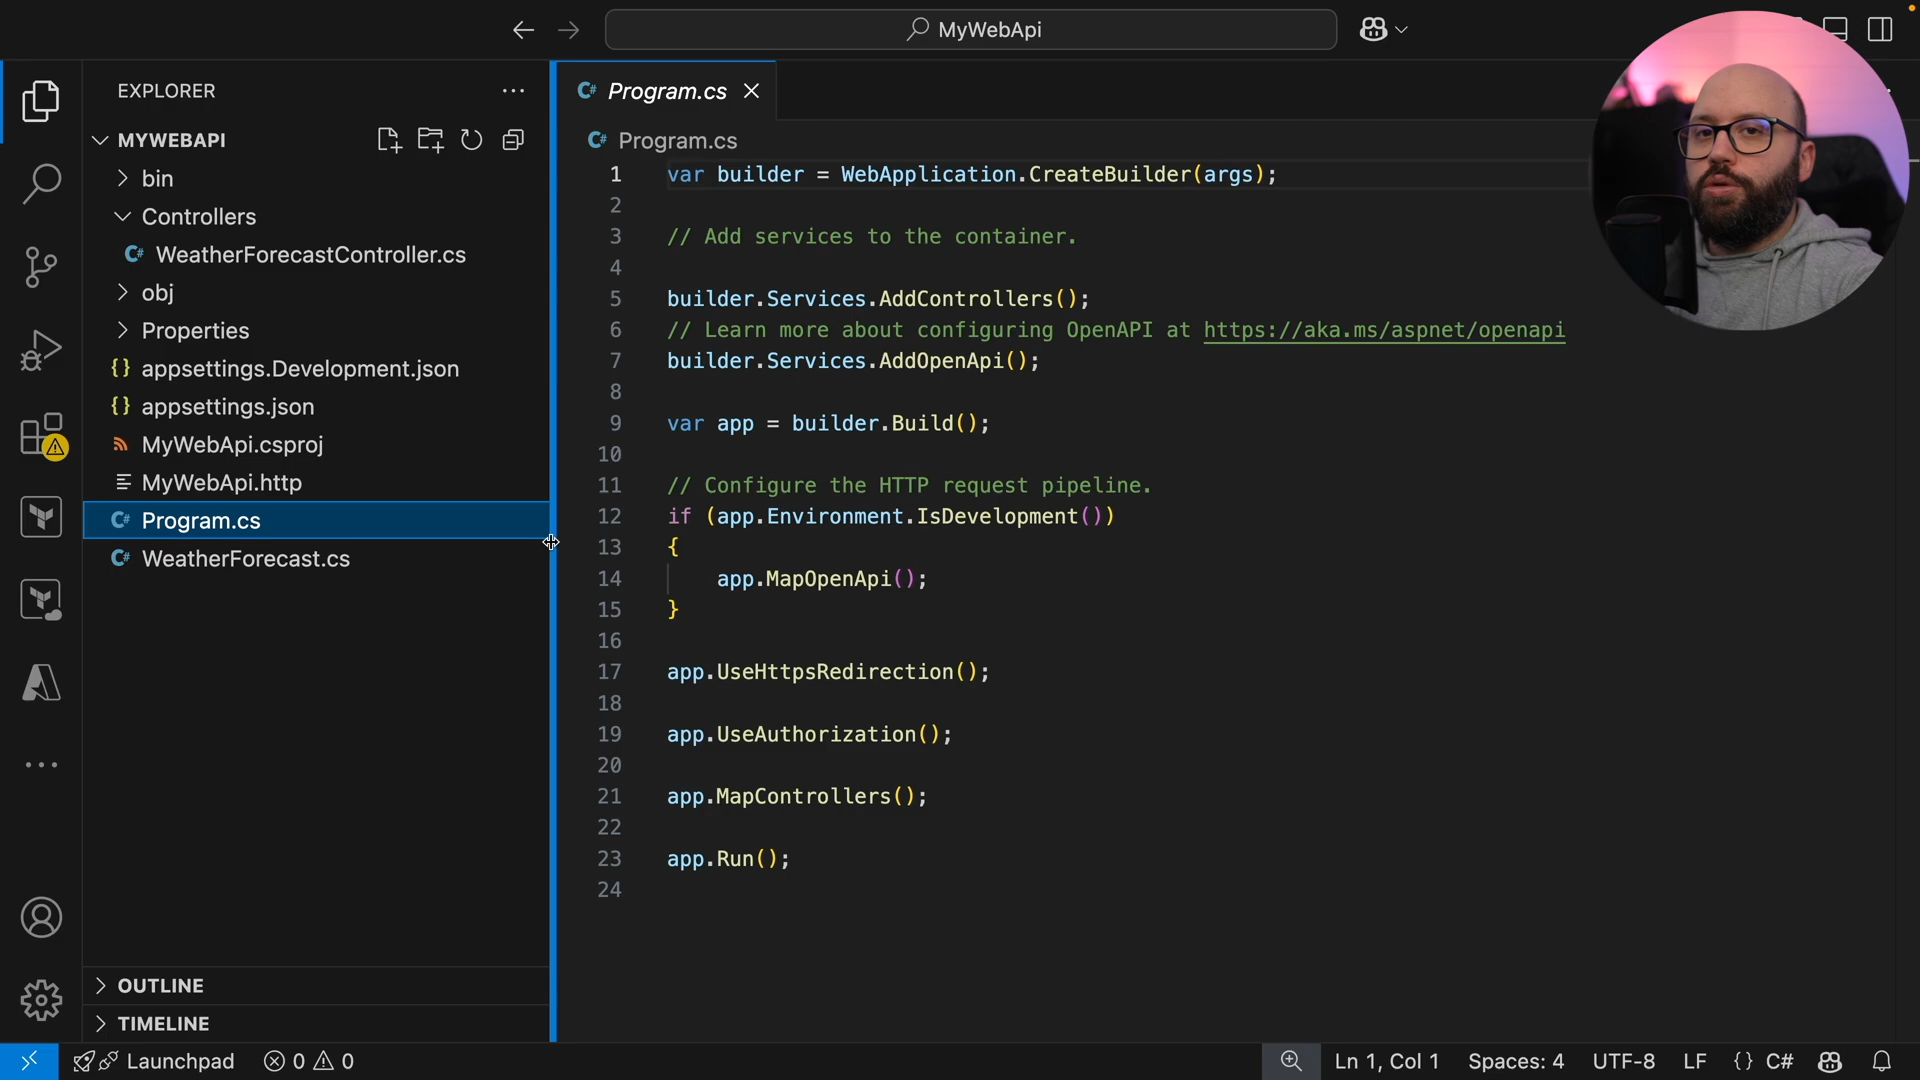 MyWebApi
EXPLORER
MYWEBAPI
bin
Controllers
C# WeatherForecastController.cs
obj
Properties
{} appsettings.Development.json
{} appsettings.json
MyWebApi.csproj
MyWebApi.http
C# Program.cs
C# WeatherForecast.cs
OUTLINE
TIMELINE
C# Program.cs
C# Program.cs
1 var builder = WebApplication.CreateBuilder(args);
2
3 // Add services to the container.
4
5 builder.Services.AddControllers();
6 // Learn more about configuring OpenAPI at https://aka.ms/aspnet/openapi
7 builder.Services.AddOpenApi();
8
9 var app = builder.Build();
10
11 // Configure the HTTP request pipeline.
12 if (app.Environment.IsDevelopment())
13 {
14 app.MapOpenApi();
15 }
16
17 app.UseHttpsRedirection();
18
19 app.UseAuthorization();
20
21 app.MapControllers();
22
23 app.Run();
24
Launchpad 0 0 Ln 1, Col 1 Spaces: 4 UTF-8 LF {} C#